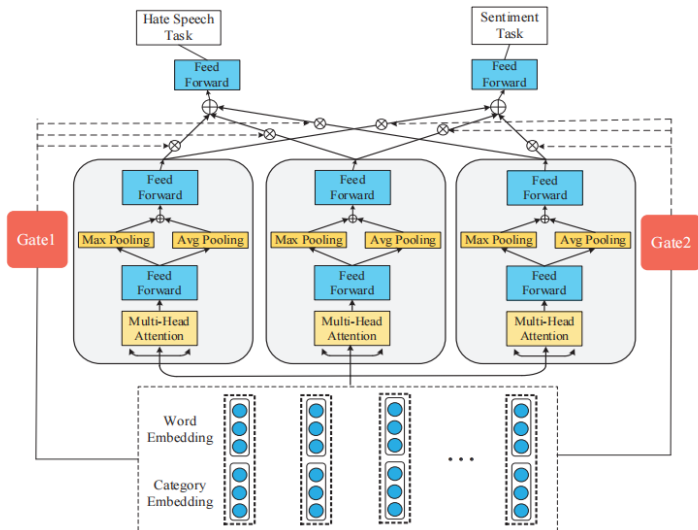 Hate Speech
Task
Sentiment
Task
Feed
Forward
Feed
Forward
Feed
Forward
Feed
Forward
Feed
Forward
Gate1
Max Pooling
Avg Pooling
Max Pooling
Avg Pooling
Max Pooling
Avg Pooling
Gate2
Feed
Forward
Feed
Forward
Feed
Forward
Multi-Head
Attention
Multi-Head
Attention
Multi-Head
Attention
Word
Embedding
...
Category
Embedding